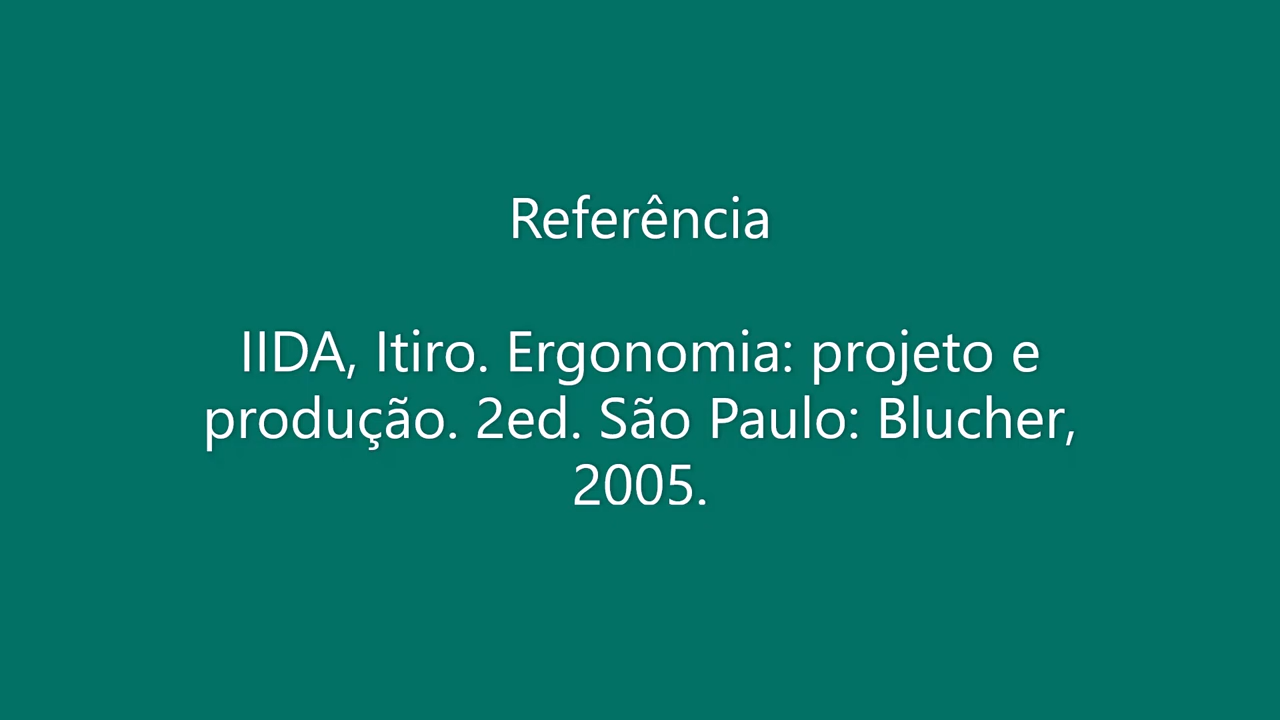 Referência
IIDA, Itiro. Ergonomia: projeto e
produção. 2ed. São Paulo: Blucher,
2005.